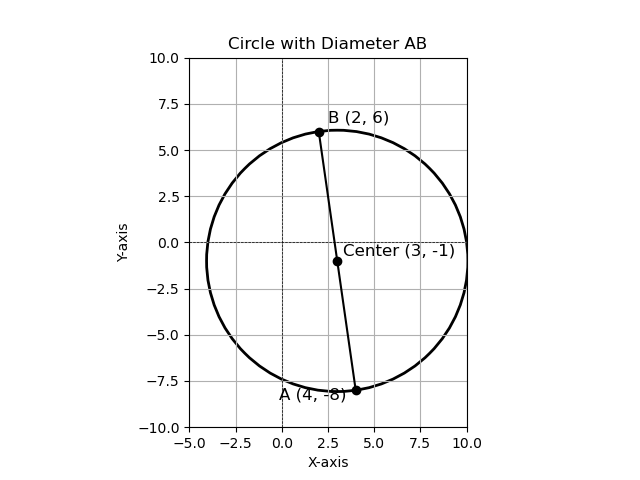 Circle with Diameter AB
10.0
7.5
5.0
2.5
0.0
−2.5
−5.0
−7.5
−10.0
Y-axis
B (2, 6)
Center (3, -1)
A (4, -8)
−5.0 −2.5 0.0 2.5 5.0 7.5 10.0
X-axis